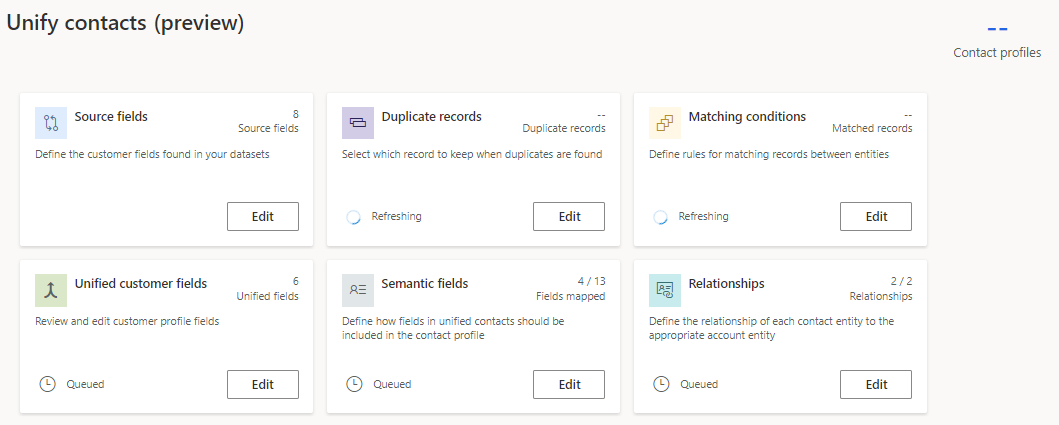 Unify contacts (preview)
--
Contact profiles
Source fields
8
Source fields
Define the customer fields found in your datasets
Edit
Duplicate records
--
Duplicate records
Select which record to keep when duplicates are found
Refreshing
Edit
Matching conditions
--
Matched records
Define rules for matching records between entities
Refreshing
Edit
Unified customer fields
6
Unified fields
Review and edit customer profile fields
Queued
Edit
Semantic fields
4 / 13
Fields mapped
Define how fields in unified contacts should be
included in the contact profile
Queued
Edit
Relationships
2 / 2
Relationships
Define the relationship of each contact entity to the
appropriate account entity
Queued
Edit